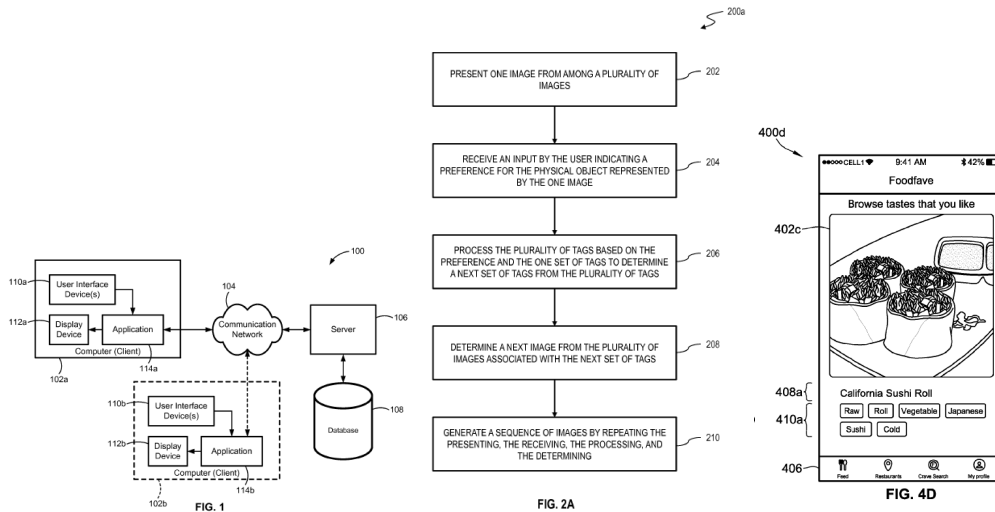 100
110a
User Interface
Device(s)
112a
Display
Device
Application
Computer (Client)
102a
114a
104
Communication
Network
Server
106
Database
108
110b
User Interface
Device(s)
112b
Display
Device
Application
Computer (Client)
102b
114b
FIG. 1
200a
PRESENT ONE IMAGE FROM AMONG A PLURALITY OF
IMAGES
202
RECEIVE AN INPUT BY THE USER INDICATING A
PREFERENCE FOR THE PHYSICAL OBJECT REPRESENTED
BY THE ONE IMAGE
204
PROCESS THE PLURALITY OF TAGS BASED ON THE
PREFERENCE AND THE ONE SET OF TAGS TO DETERMINE
A NEXT SET OF TAGS FROM THE PLURALITY OF TAGS
206
DETERMINE A NEXT IMAGE FROM THE PLURALITY OF
IMAGES ASSOCIATED WITH THE NEXT SET OF TAGS
208
GENERATE A SEQUENCE OF IMAGES BY REPEATING THE
PRESENTING, THE RECEIVING, THE PROCESSING, AND
THE DETERMINING
210
FIG. 2A
400d
CELL1 9:41 AM 42%
Foodfave
Browse tastes that you like
402c
408a
California Sushi Roll
410a
Raw Roll Vegetable Japanese
Sushi Cold
406
Feed Restaurants Crave Search My profile
FIG. 4D